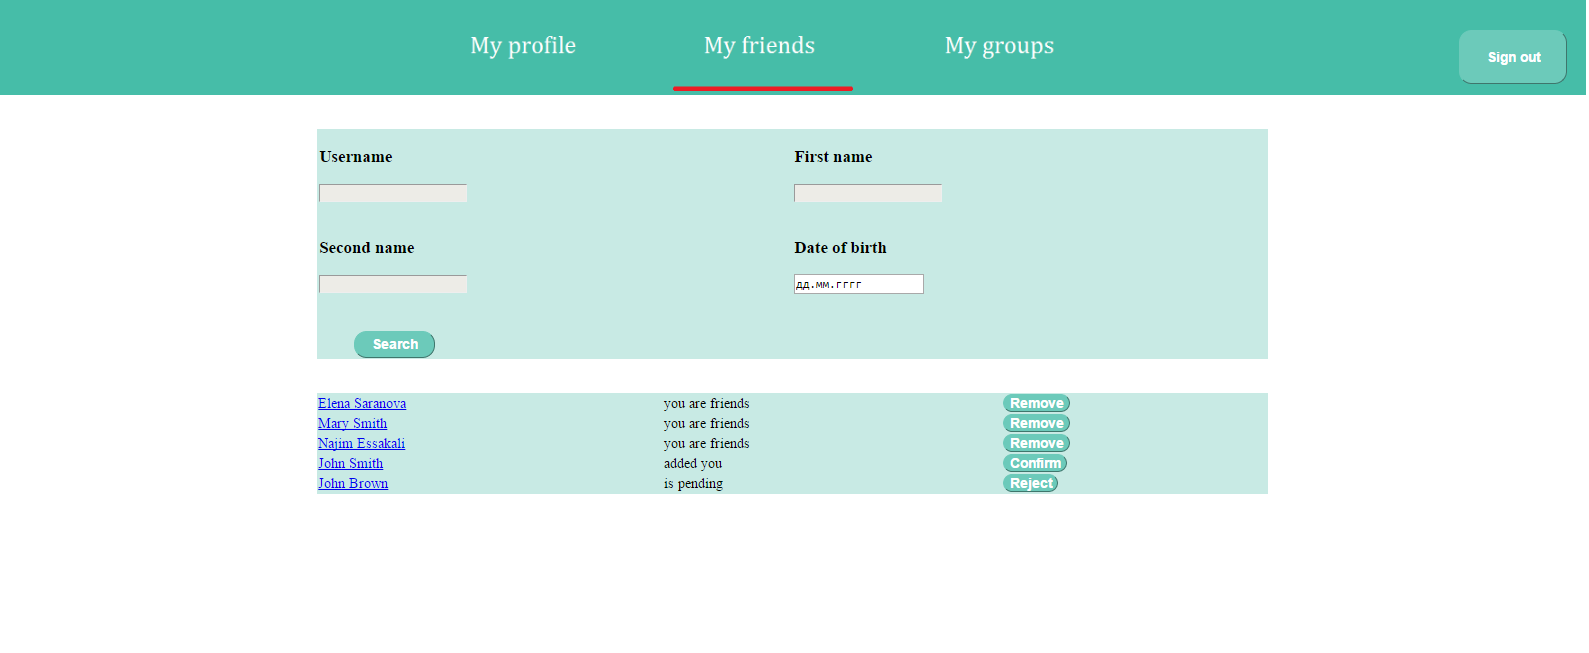 My profile My friends My groups
Sign out
Username First name
Second name Date of birth
дд.мм.гггг
Search
Elena Saranova you are friends Remove
Mary Smith you are friends Remove
Najim Essakali you are friends Remove
John Smith added you Confirm
John Brown is pending Reject